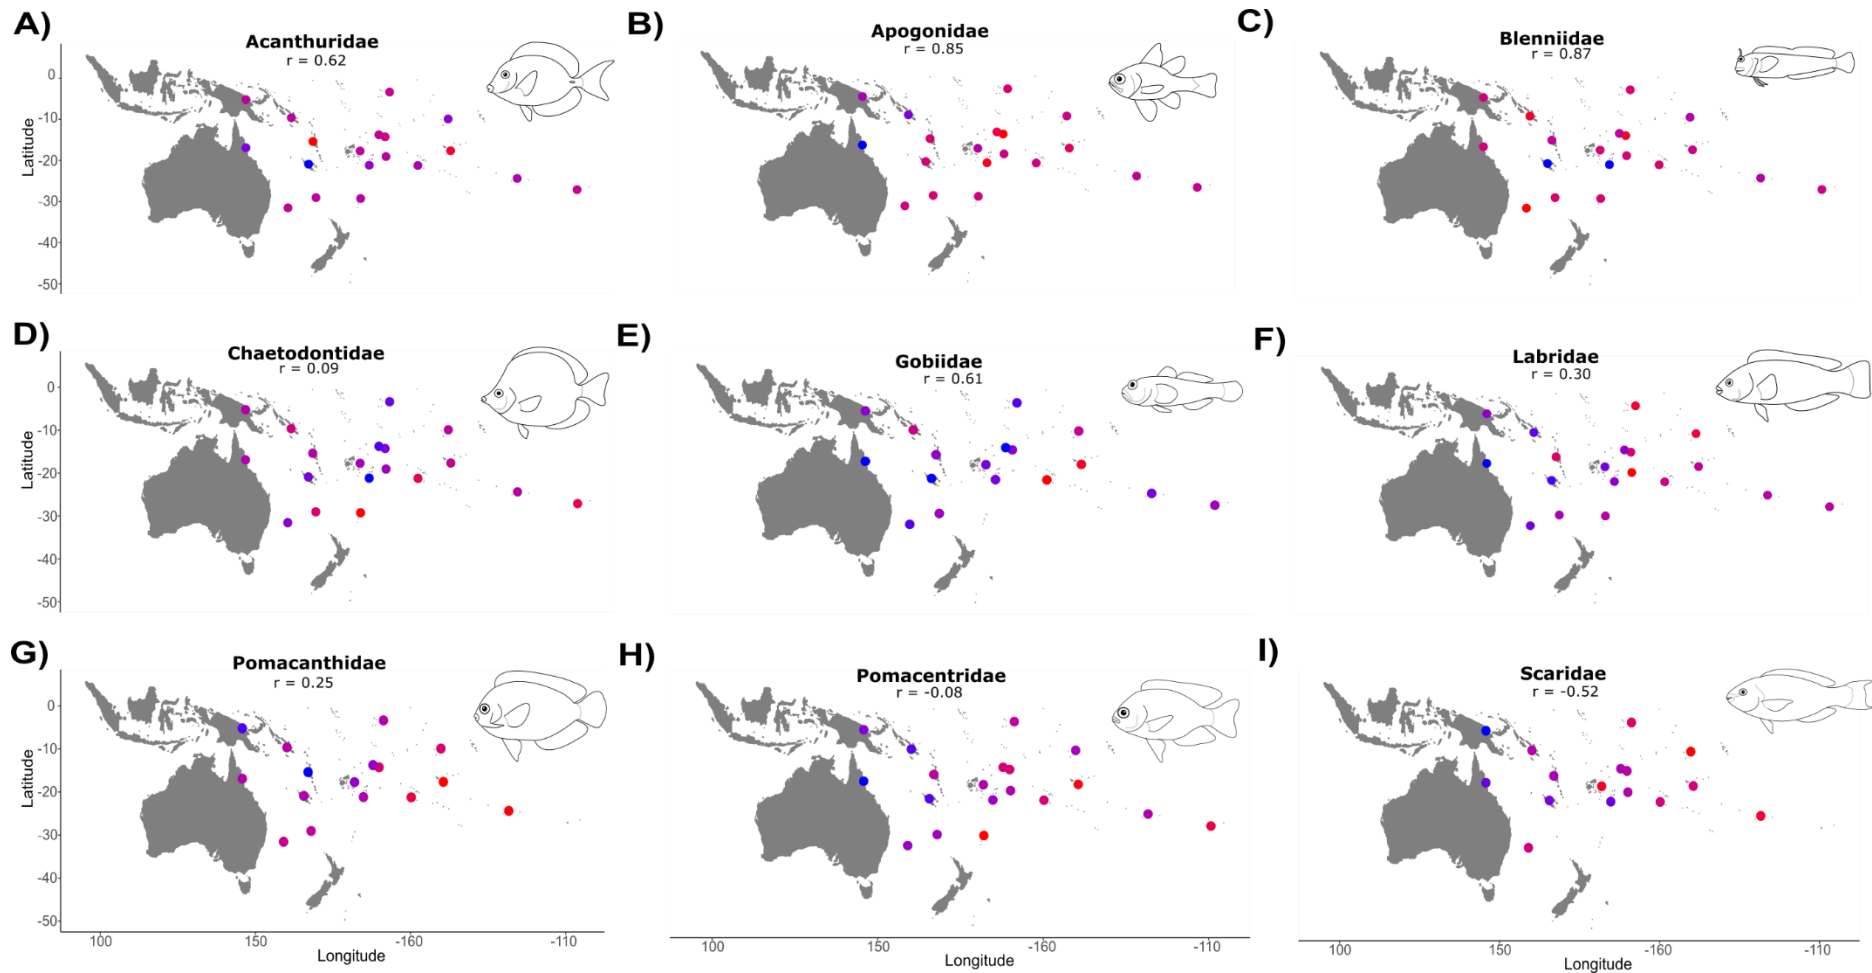 A)
Acanthuridae
r = 0.62
B)
Apogonidae
r = 0.85
C)
Blenniidae
r = 0.87
Latitude
0
-10
-20
-30
-40
-50
D)
Chaetodontidae
r = 0.09
E)
Gobiidae
r = 0.61
F)
Labridae
r = 0.30
Latitude
0
-10
-20
-30
-40
-50
G)
Pomacanthidae
r = 0.25
H)
Pomacentridae
r = -0.08
I)
Scaridae
r = -0.52
Latitude
0
-10
-20
-30
-40
-50
100 150 -160 -110
Longitude
100 150 -160 -110
Longitude
100 150 -160 -110
Longitude